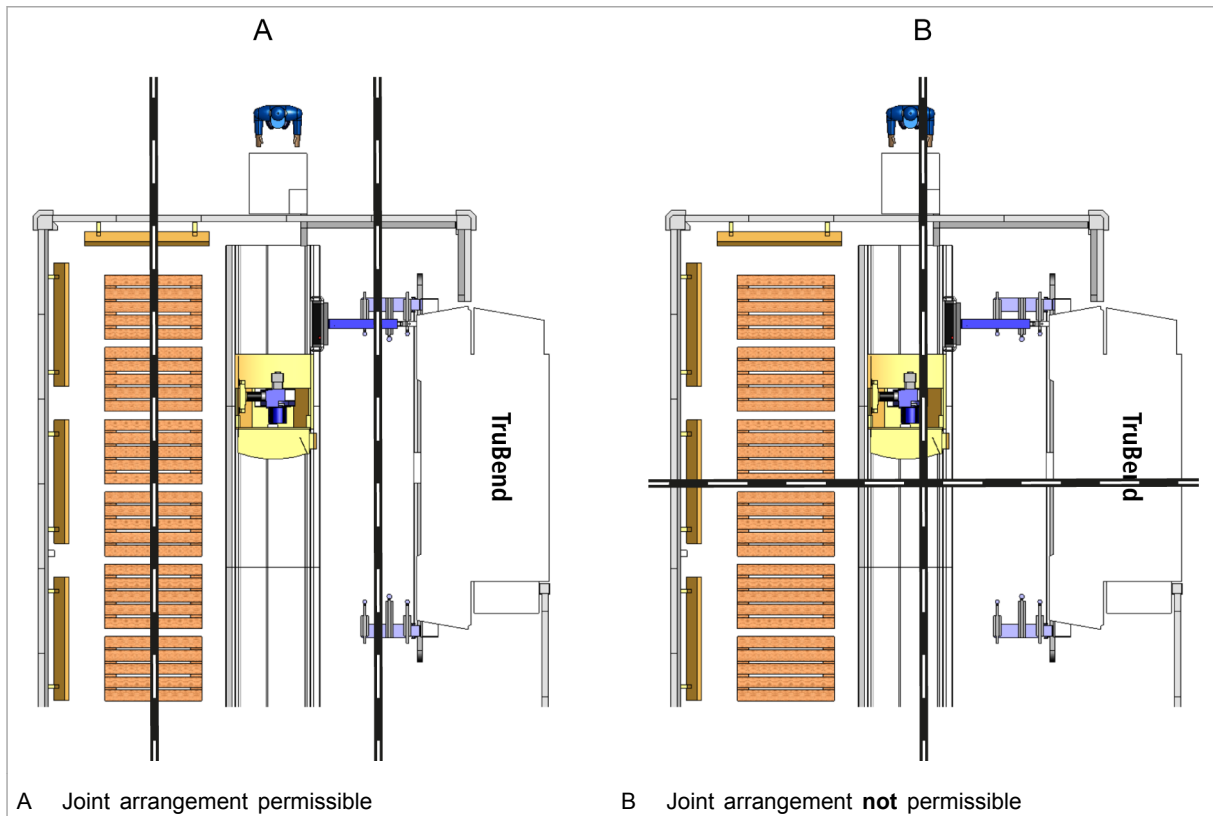 A
B
TruBend
TruBend
A Joint arrangement permissible
B Joint arrangement not permissible